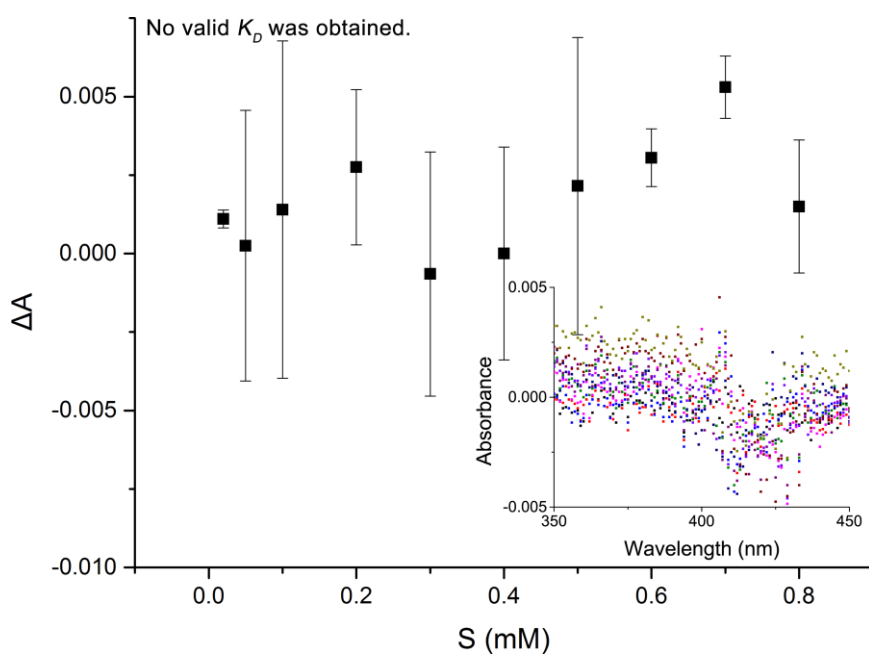 No valid K_D was obtained.
0.005
0.000
-0.005
-0.010
ΔA
0.0 0.2 0.4 0.6 0.8
S (mM)
0.005
0.000
-0.005
Absorbance
350 400 450
Wavelength (nm)